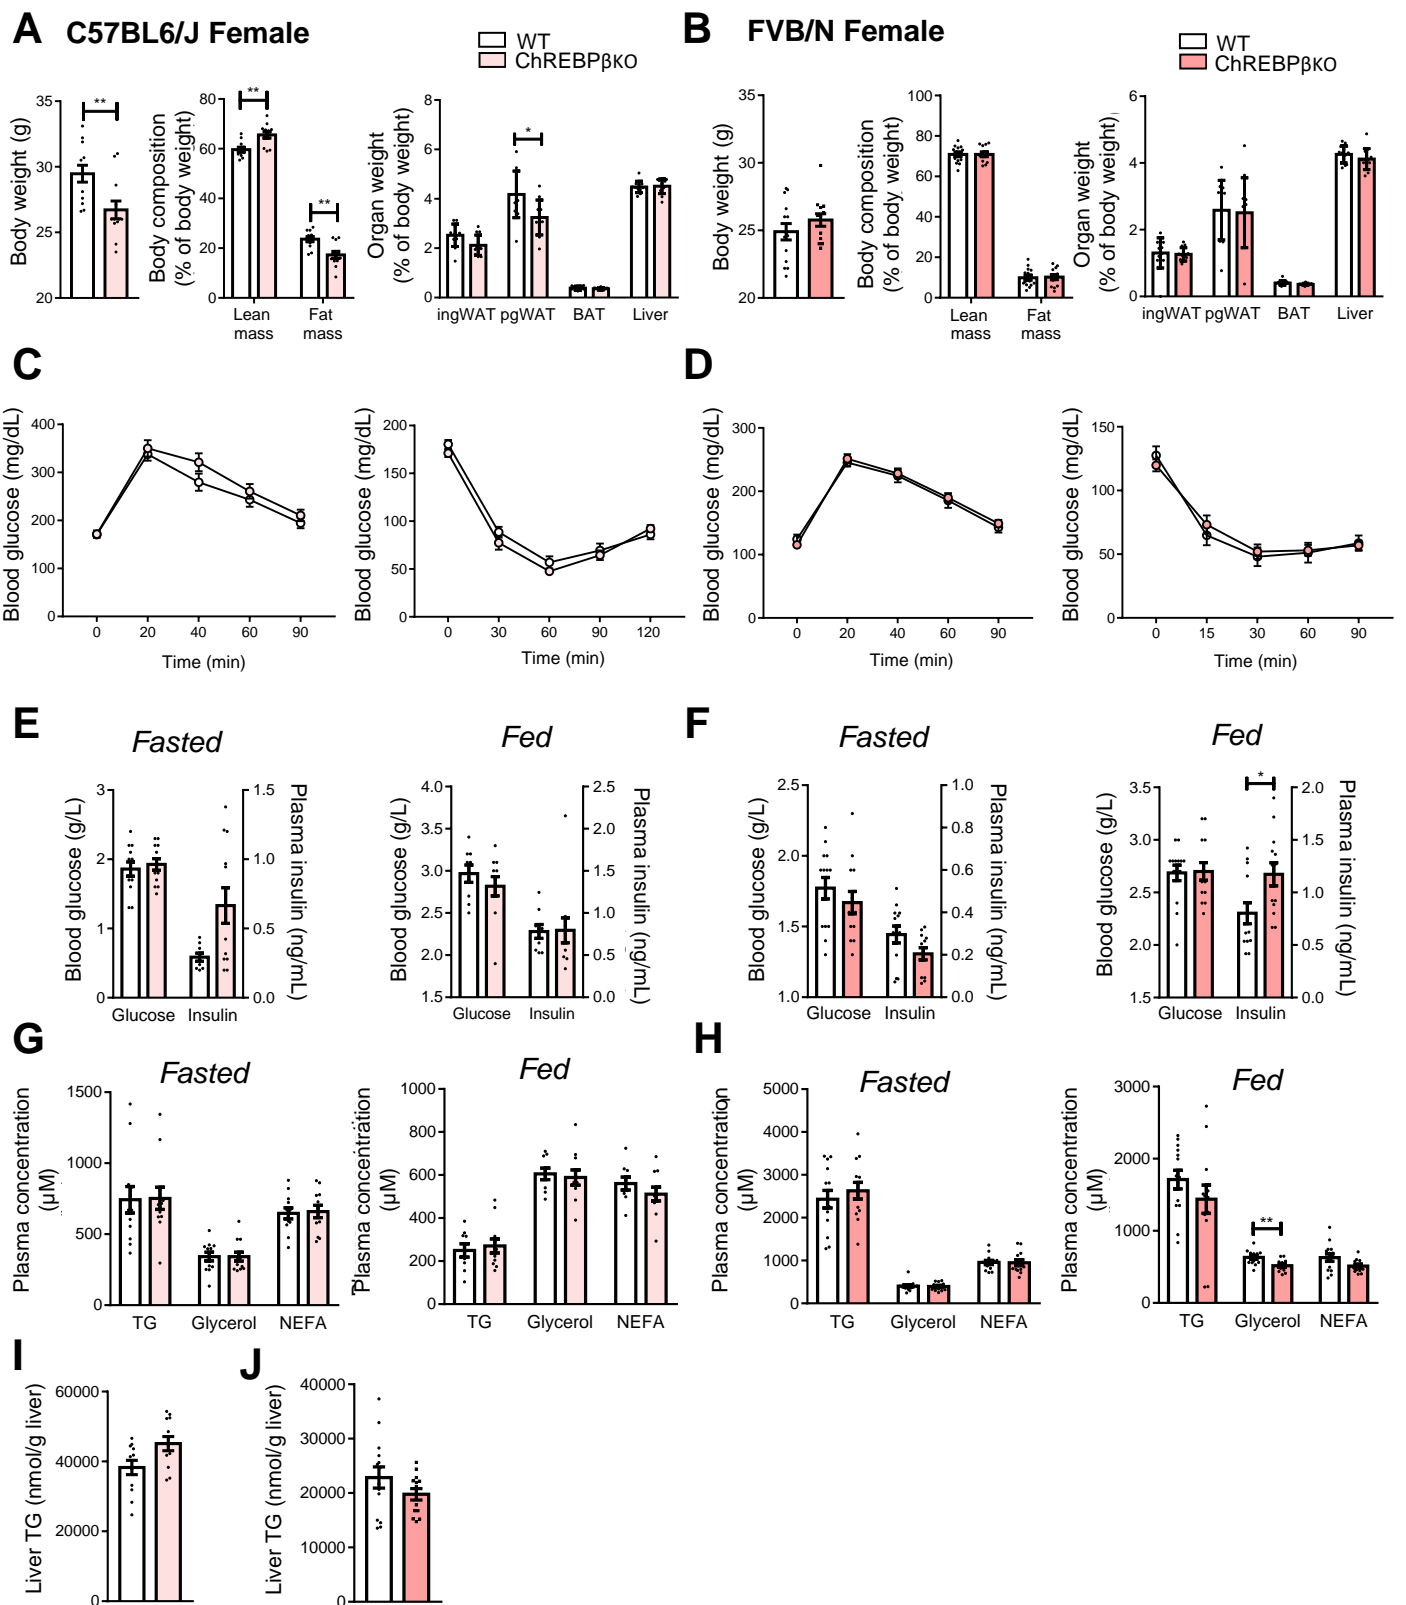 A C57BL6/J Female
WT
ChREBPβKO
B FVB/N Female
WT
ChREBPβKO
Body weight (g)
35
30
25
20
**
Body composition
(% of body weight)
80
60
40
20
0
**
**
Lean
mass
Fat
mass
Organ weight
(% of body weight)
8
6
4
2
0
*
ingWAT pgWAT BAT Liver
Body weight (g)
35
30
25
20
Body composition
(% of body weight)
100
80
60
40
20
0
Lean
mass
Fat
mass
Organ weight
(% of body weight)
6
4
2
0
ingWAT pgWAT BAT Liver
C
Blood glucose (mg/dL)
400
300
200
100
0
0 20 40 60 90
Time (min)
Blood glucose (mg/dL)
200
150
100
50
0
0 30 60 90 120
Time (min)
D
Blood glucose (mg/dL)
300
200
100
0
0 20 40 60 90
Time (min)
Blood glucose (mg/dL)
150
100
50
0
0 15 30 60 90
Time (min)
E
Fasted
Blood glucose (g/L)
3
2
1
0
1.5
1.0
0.5
0.0
Plasma insulin (ng/mL)
Glucose Insulin
Fed
Blood glucose (g/L)
4.0
3.5
3.0
2.5
2.0
1.5
2.5
2.0
1.5
1.0
0.5
0.0
Plasma insulin (ng/mL)
Glucose Insulin
F
Fasted
Blood glucose (g/L)
2.5
2.0
1.5
1.0
1.0
0.8
0.6
0.4
0.2
0.0
Plasma insulin (ng/mL)
Glucose Insulin
Fed
Blood glucose (g/L)
3.5
3.0
2.5
2.0
1.5
*
2.0
1.5
1.0
0.5
0.0
Plasma insulin (ng/mL)
Glucose Insulin
G
Fasted
Plasma concentration
(µM)
1500
1000
500
0
TG Glycerol NEFA
Fed
Plasma concentration
(µM)
1000
800
600
400
200
0
TG Glycerol NEFA
H
Fasted
Plasma concentration
(µM)
5000
4000
3000
2000
1000
0
TG Glycerol NEFA
Fed
Plasma concentration
(µM)
3000
2000
1000
0
**
TG Glycerol NEFA
I
Liver TG (nmol/g liver)
60000
40000
20000
0
J
Liver TG (nmol/g liver)
40000
30000
20000
10000
0